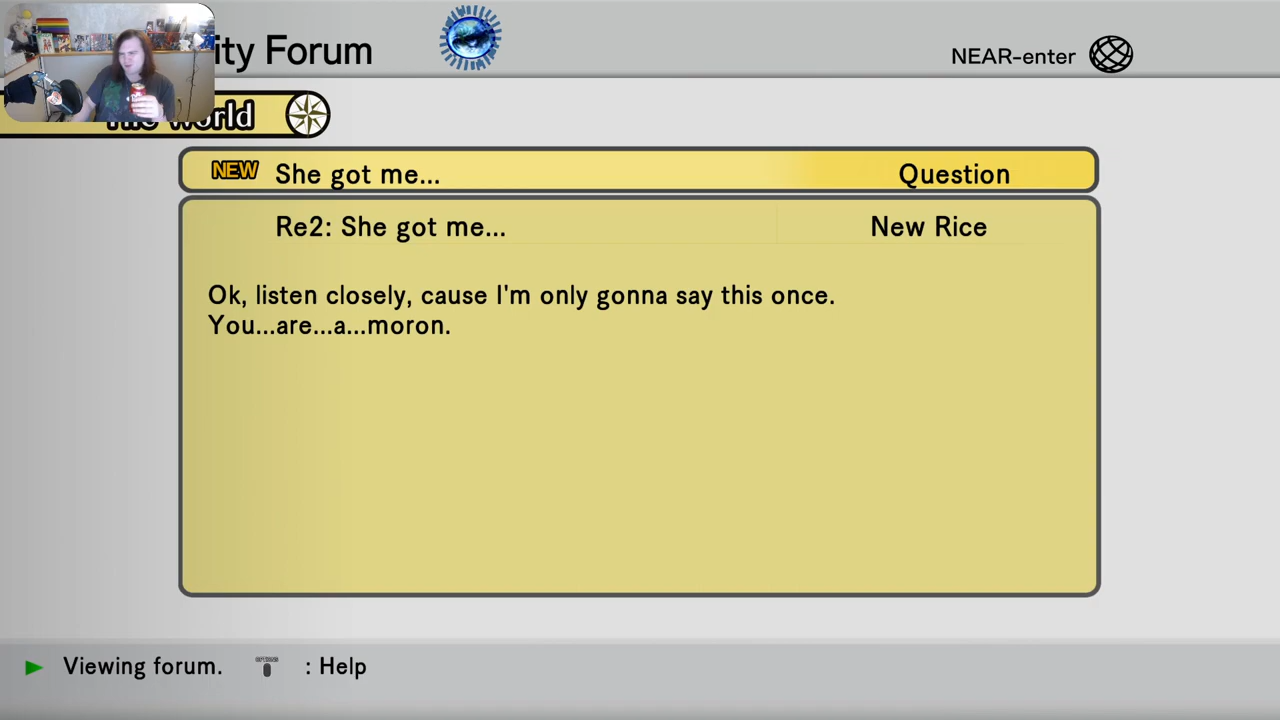 ity Forum
NEAR-enter
The World
NEW She got me... Question
Re2: She got me... New Rice
Ok, listen closely, cause I'm only gonna say this once.
You...are...a...moron.
Viewing forum. OPTIONS : Help